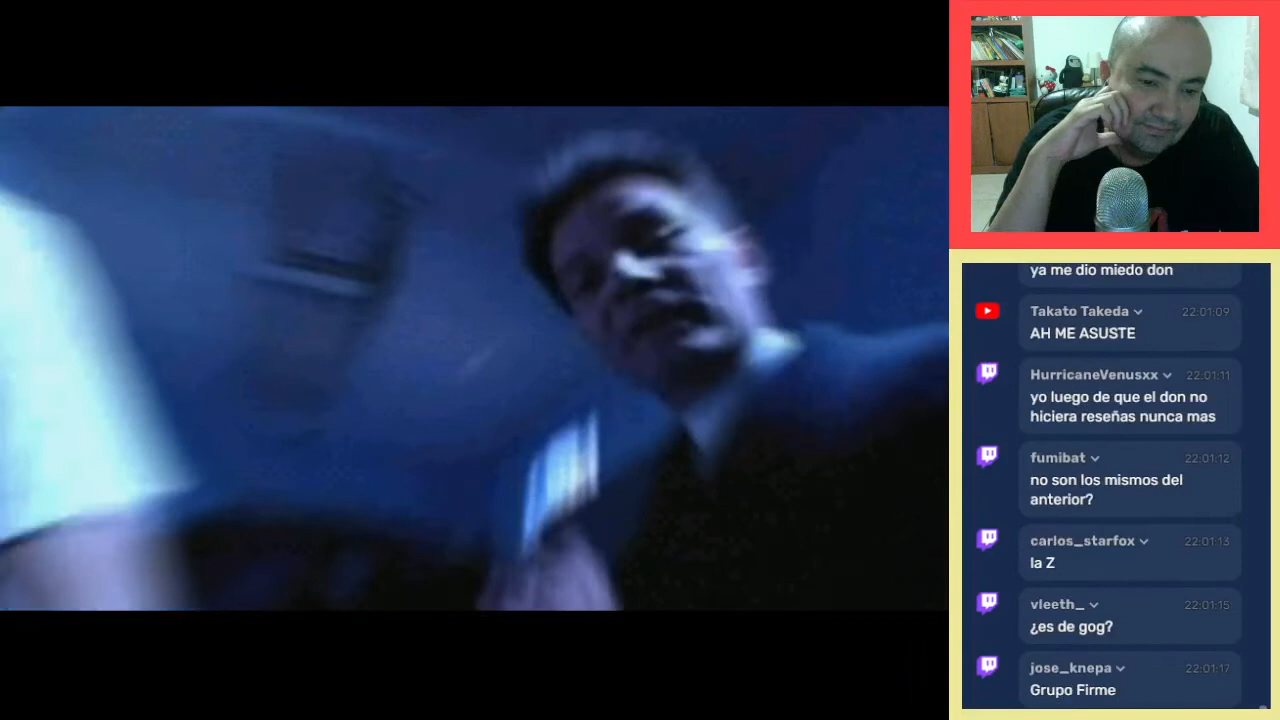 ya me dio miedo don
Takato Takeda 22:01:09
AH ME ASUSTE
HurricaneVenusxx 22:01:11
yo luego de que el don no
hiciera reseñas nunca mas
fumibat 22:01:12
no son los mismos del
anterior?
carlos_starfox 22:01:13
la Z
vleeth_ 22:01:15
¿es de gog?
jose_knepa 22:01:17
Grupo Firme